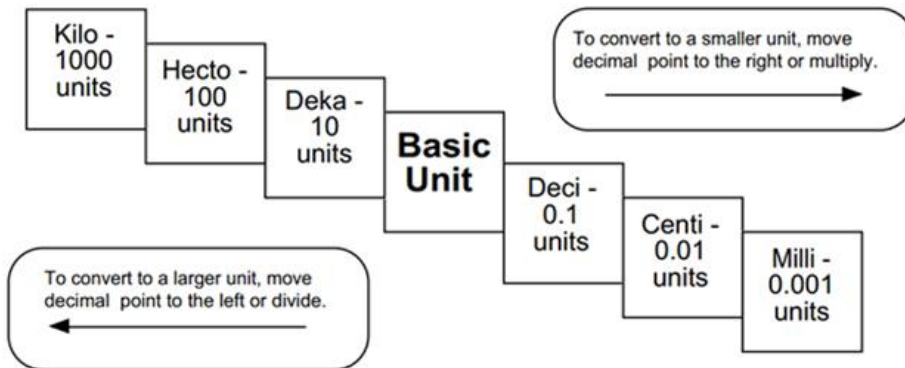 Kilo -
1000
units
Hecto -
100
units
Deka -
10
units
Basic
Unit
Deci -
0.1
units
Centi -
0.01
units
Milli -
0.001
units
To convert to a smaller unit, move
decimal point to the right or multiply.
To convert to a larger unit, move
decimal point to the left or divide.